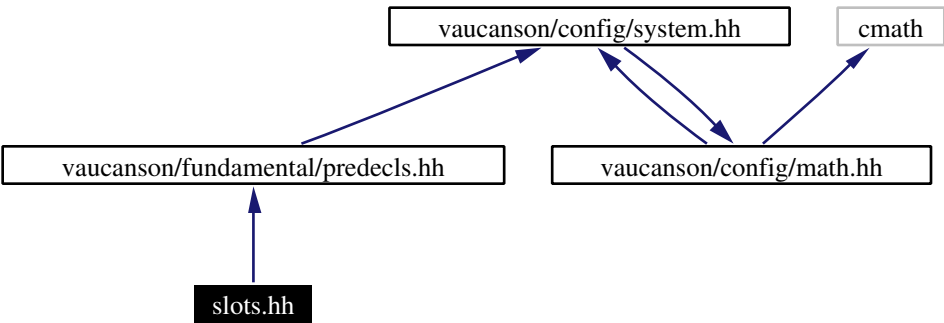 vaucanson/config/system.hh
cmath
vaucanson/fundamental/predecls.hh
vaucanson/config/math.hh
slots.hh